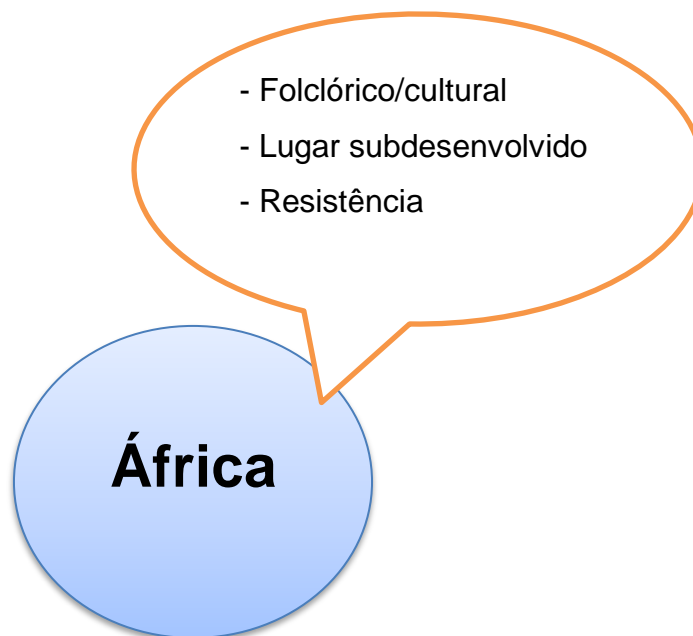 - Folclórico/cultural
- Lugar subdesenvolvido
- Resistência
África